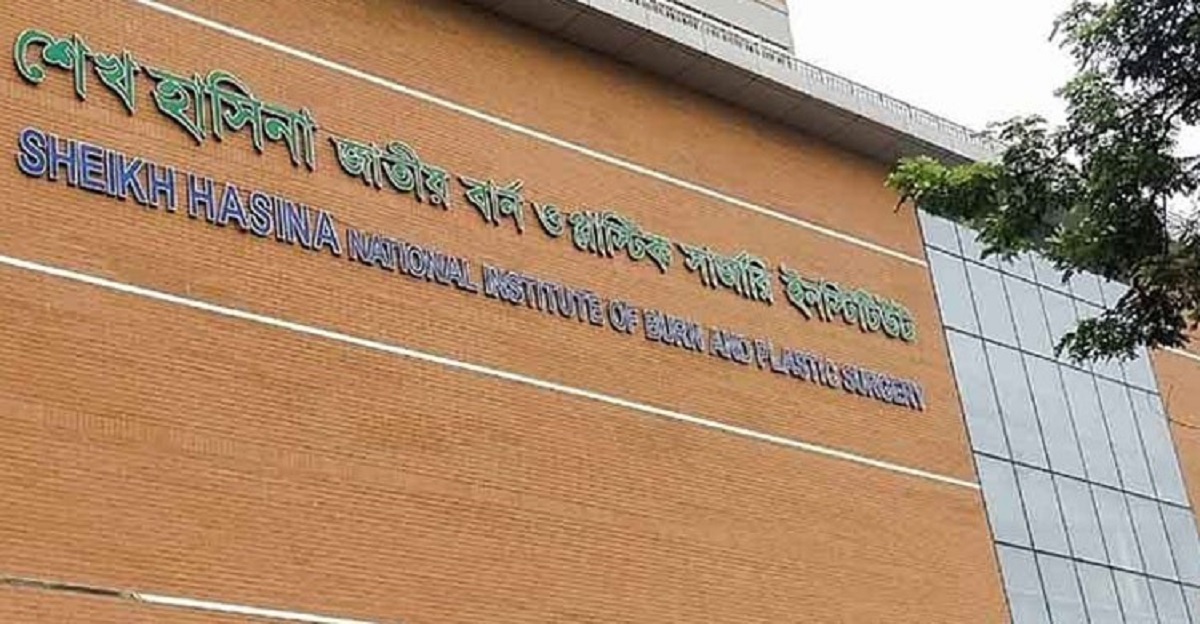 শেখ হাসিনা জাতীয় বার্ন ও প্লাস্টিক সার্জারি ইনস্টিটিউট
SHEIKH HASINA NATIONAL INSTITUTE OF BURN AND PLASTIC SURGERY